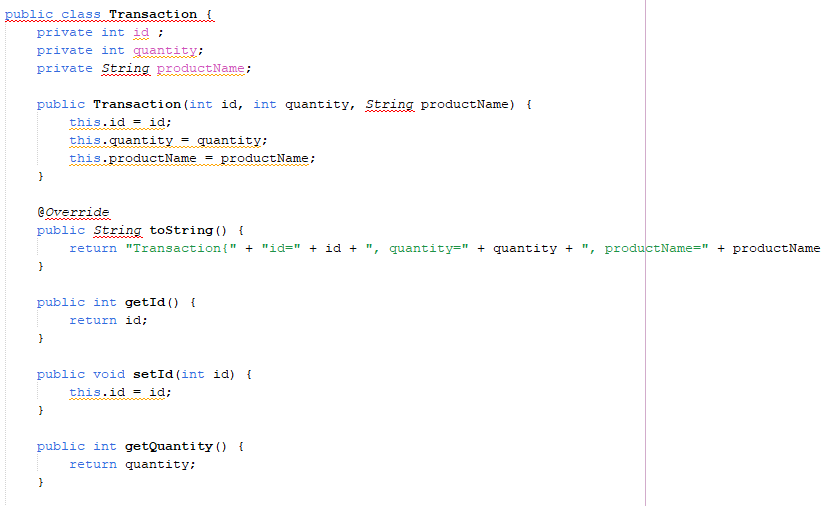 public class Transaction {
private int id ;
private int quantity;
private String productName;
public Transaction(int id, int quantity, String productName) {
this.id = id;
this.quantity = quantity;
this.productName = productName;
}
@Override
public String toString() {
return "Transaction{" + "id=" + id + ", quantity=" + quantity + ", productName=" + productName
}
public int getId() {
return id;
}
public void setId(int id) {
this.id = id;
}
public int getQuantity() {
return quantity;
}